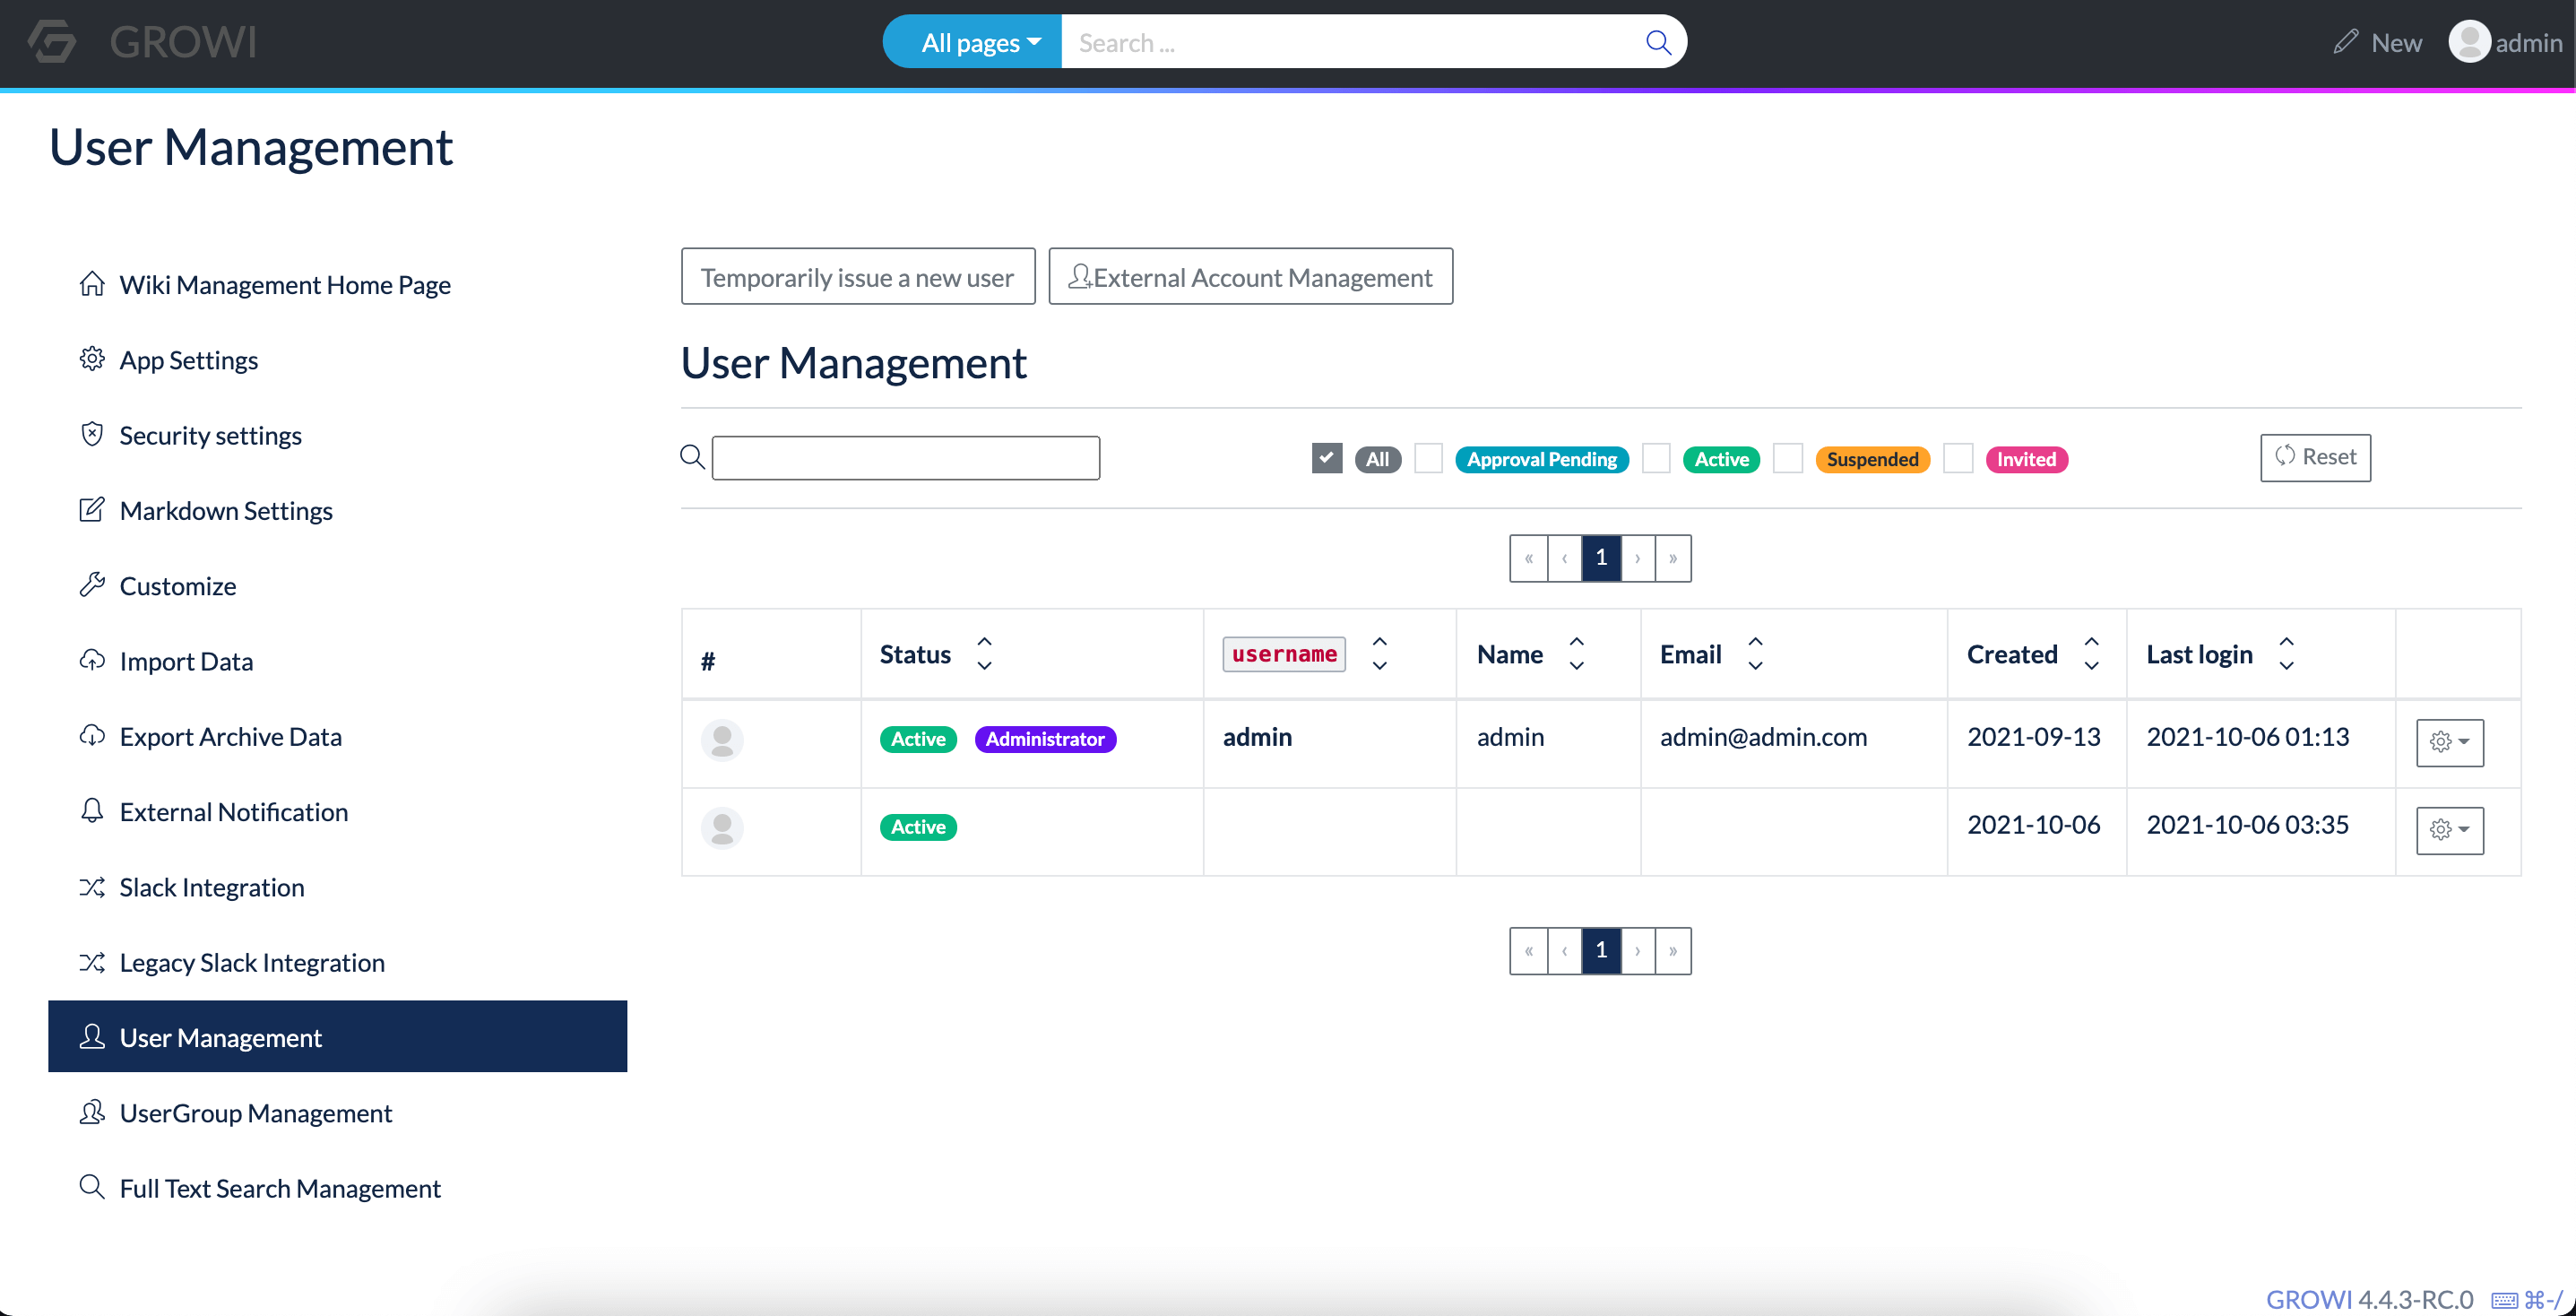 GROWI
All pages
Search ...
New
admin
User Management
Wiki Management Home Page
App Settings
Security settings
Markdown Settings
Customize
Import Data
Export Archive Data
External Notification
Slack Integration
Legacy Slack Integration
User Management
UserGroup Management
Full Text Search Management
Temporarily issue a new user
External Account Management
User Management
All Approval Pending Active Suspended Invited
Reset
« ‹ 1 › »
# Status username Name Email Created Last login
Active Administrator admin admin admin@admin.com 2021-09-13 2021-10-06 01:13
Active 2021-10-06 2021-10-06 03:35
« ‹ 1 › »
GROWI 4.4.3-RC.0 ⌘-/